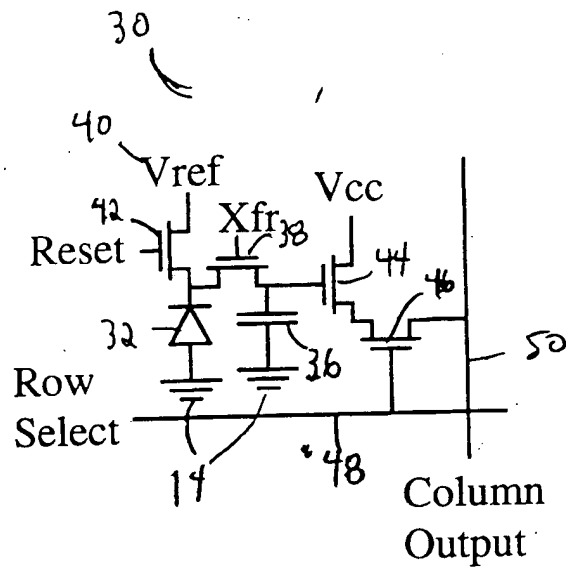 30
40
Vref
Vcc
42
Xfr
38
Reset
44
46
32
36
50
Row
Select
14
48
Column
Output